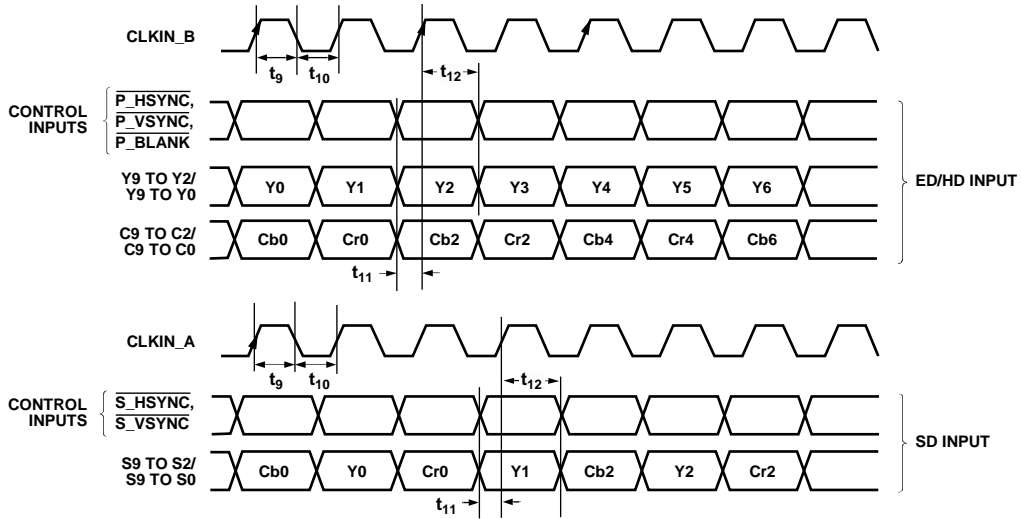 CLKIN_B
t9
t10
t12
CONTROL
INPUTS
P_HSYNC,
P_VSYNC,
P_BLANK
Y9 TO Y2/
Y9 TO Y0
Y0
Y1
Y2
Y3
Y4
Y5
Y6
ED/HD INPUT
C9 TO C2/
C9 TO C0
Cb0
Cr0
Cb2
Cr2
Cb4
Cr4
Cb6
t11
CLKIN_A
t9
t10
t12
CONTROL
INPUTS
S_HSYNC,
S_VSYNC
SD INPUT
S9 TO S2/
S9 TO S0
Cb0
Y0
Cr0
Y1
Cb2
Y2
Cr2
t11